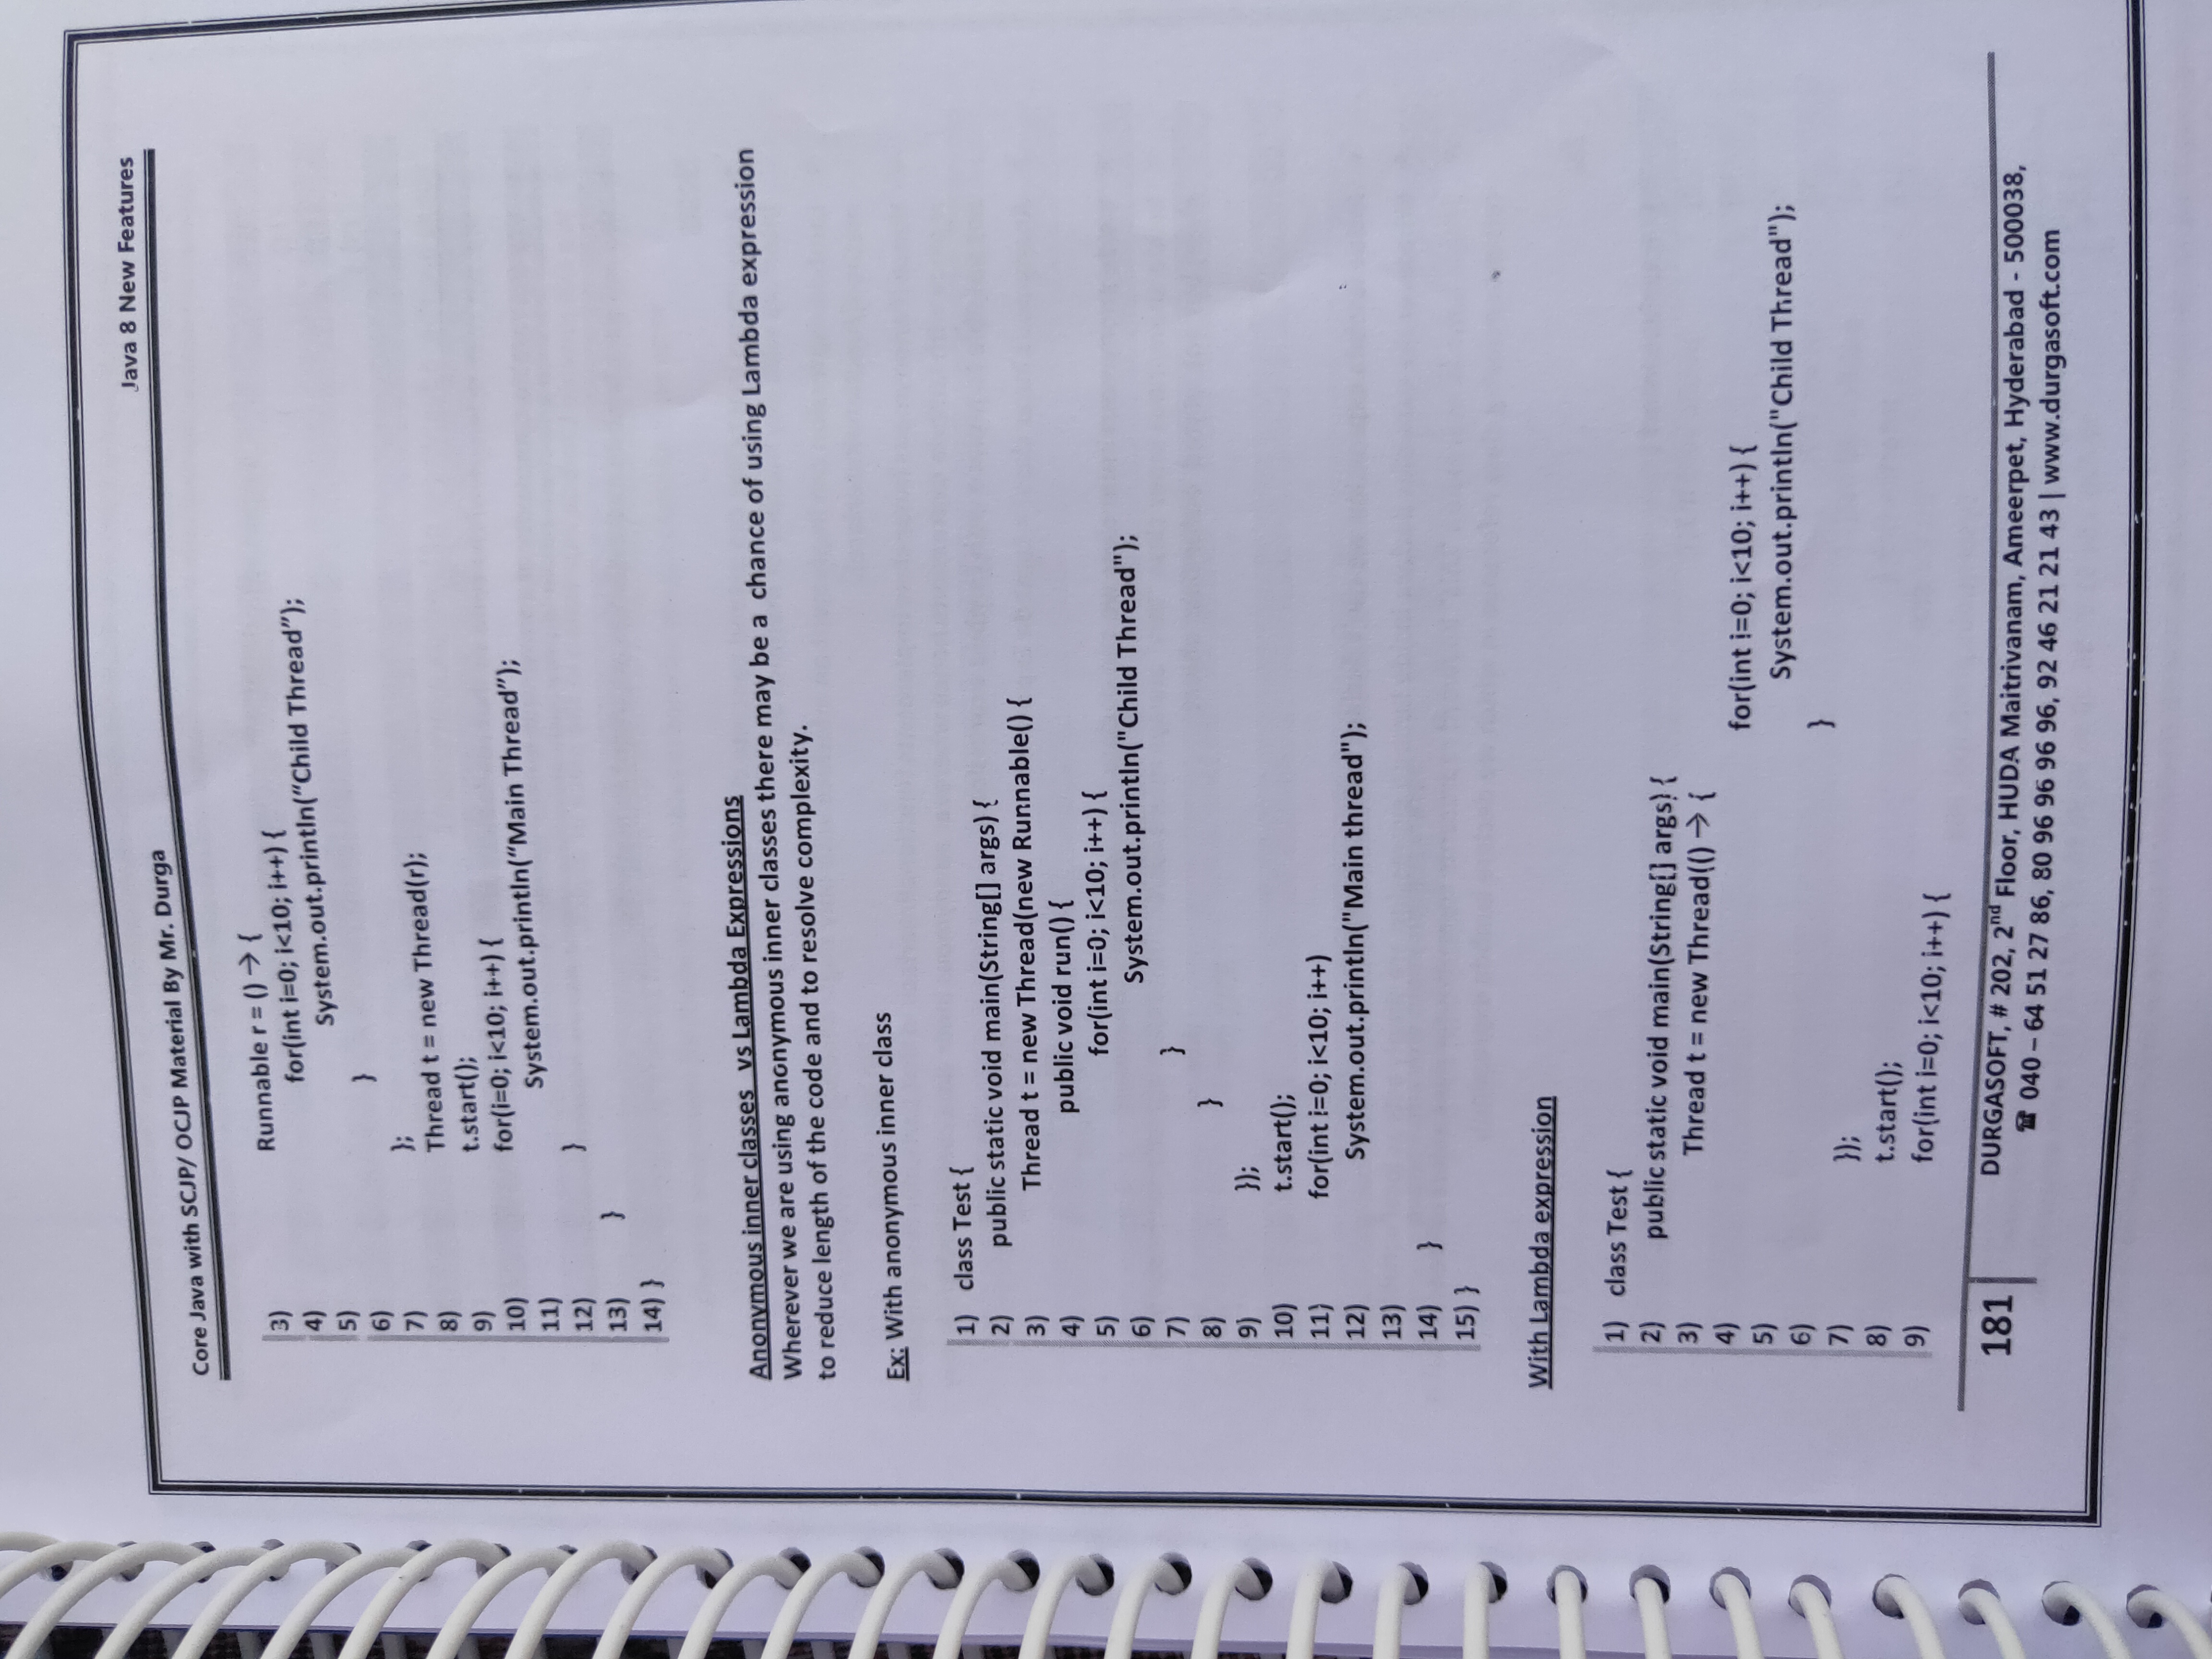 Core Java with SCJP/ OCJP Material By Mr. Durga Java 8 New Features
3) Runnable r = () → {
4) for(int i=0; i<10; i++) {
5) System.out.println(“Child Thread”);
6) }
7) };
8) Thread t = new Thread(r);
9) t.start();
10) for(i=0; i<10; i++) {
11) System.out.println(“Main Thread”);
12) }
13) }
14) }
Anonymous inner classes vs Lambda Expressions
Wherever we are using anonymous inner classes there may be a chance of using Lambda expression
to reduce length of the code and to resolve complexity.
Ex: With anonymous inner class
1) class Test {
2) public static void main(String[] args) {
3) Thread t = new Thread(new Runnable() {
4) public void run() {
5) for(int i=0; i<10; i++) {
6) System.out.println("Child Thread");
7) }
8) }
9) });
10) t.start();
11) for(int i=0; i<10; i++)
12) System.out.println("Main thread");
13)
14) }
15) }
With Lambda expression
1) class Test {
2) public static void main(String[] args) {
3) Thread t = new Thread(() → {
4) for(int i=0; i<10; i++) {
5) System.out.println("Child Thread");
6) }
7) });
8) t.start();
9) for(int i=0; i<10; i++) {
181 DURGASOFT, # 202, 2nd Floor, HUDA Maitrivanam, Ameerpet, Hyderabad - 500038,
☎ 040 – 64 51 27 86, 80 96 96 96 96, 92 46 21 21 43 | www.durgasoft.com